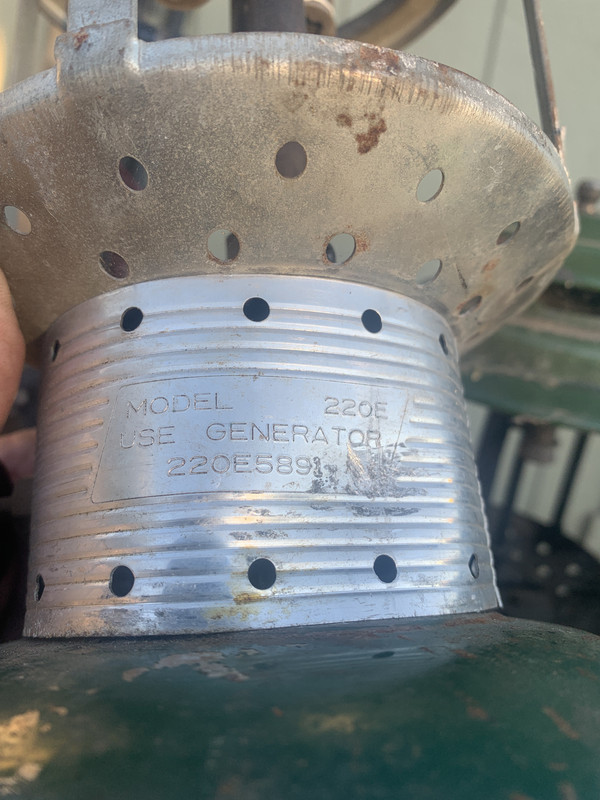 MODEL 220E
USE GENERATOR
220E5891